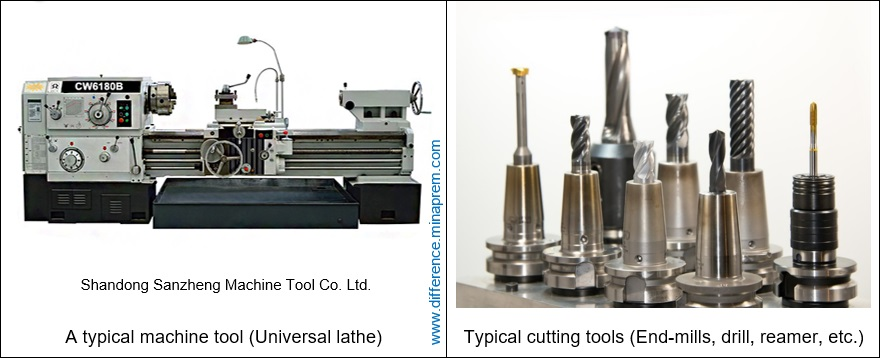 CW6180B
Shandong Sanzheng Machine Tool Co. Ltd.
A typical machine tool (Universal lathe)
www.difference.minaprem.com
Typical cutting tools (End-mills, drill, reamer, etc.)